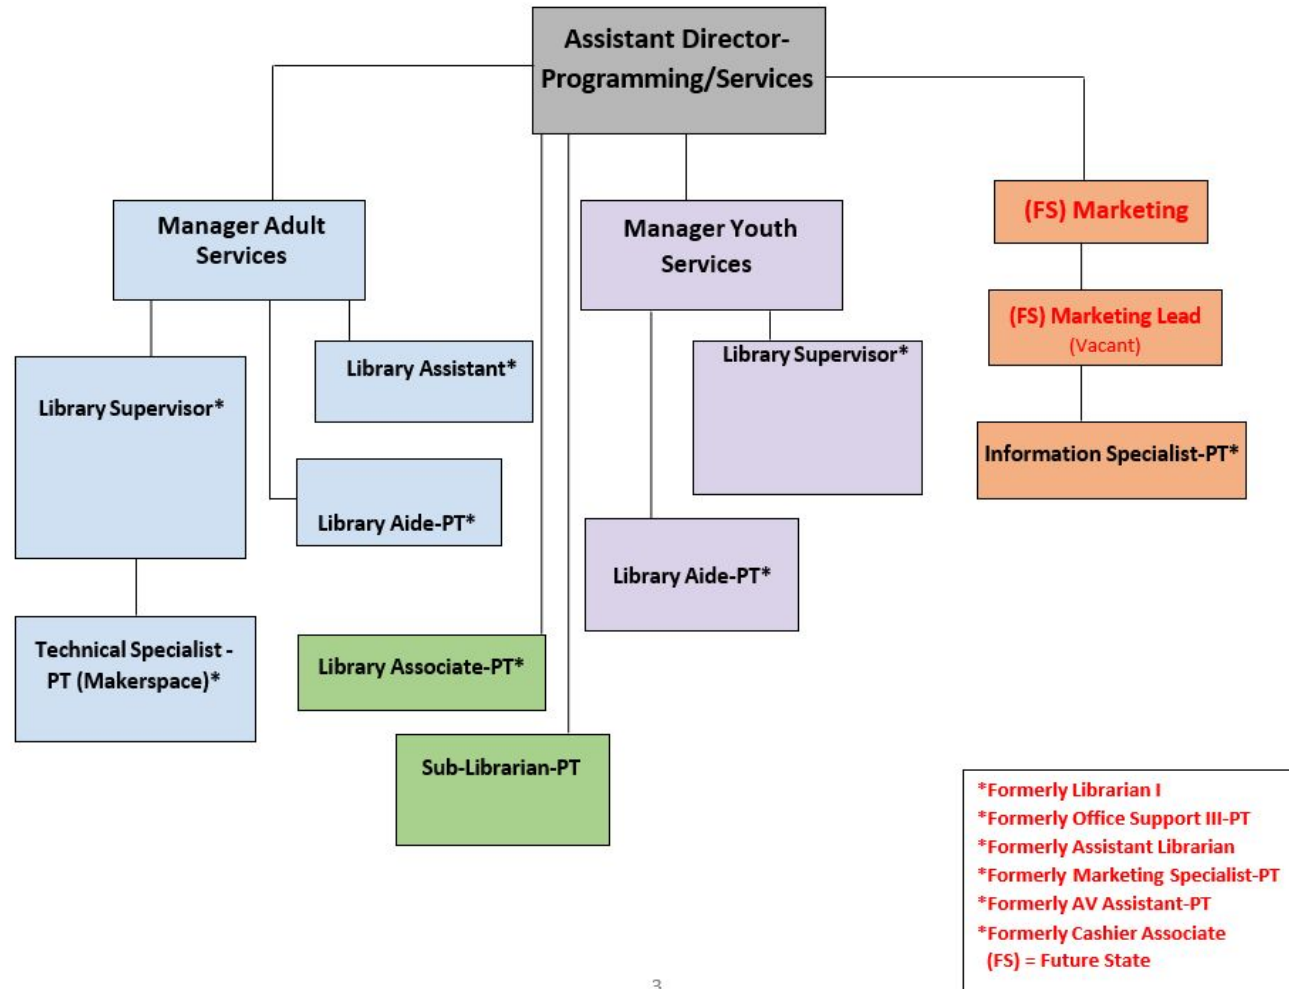 Assistant Director-
Programming/Services
Manager Adult
Services
Manager Youth
Services
(FS) Marketing
(FS) Marketing Lead
(Vacant)
Library Supervisor*
Library Assistant*
Library Supervisor*
Information Specialist-PT*
Library Aide-PT*
Library Aide-PT*
Technical Specialist -
PT (Makerspace)*
Library Associate-PT*
Sub-Librarian-PT
*Formerly Librarian I
*Formerly Office Support III-PT
*Formerly Assistant Librarian
*Formerly Marketing Specialist-PT
*Formerly AV Assistant-PT
*Formerly Cashier Associate
(FS) = Future State
3